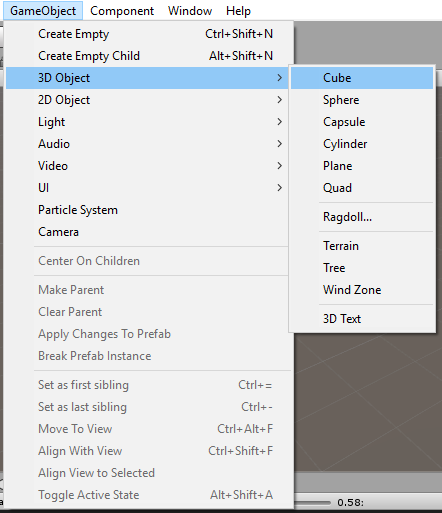 GameObject Component Window Help
Create Empty Ctrl+Shift+N
Create Empty Child Alt+Shift+N
3D Object
2D Object
Light
Audio
Video
UI
Particle System
Camera
Center On Children
Make Parent
Clear Parent
Apply Changes To Prefab
Break Prefab Instance
Set as first sibling Ctrl+=
Set as last sibling Ctrl+-
Move To View Ctrl+Alt+F
Align With View Ctrl+Shift+F
Align View to Selected
Toggle Active State Alt+Shift+A
Cube
Sphere
Capsule
Cylinder
Plane
Quad
Ragdoll...
Terrain
Tree
Wind Zone
3D Text
0.58: